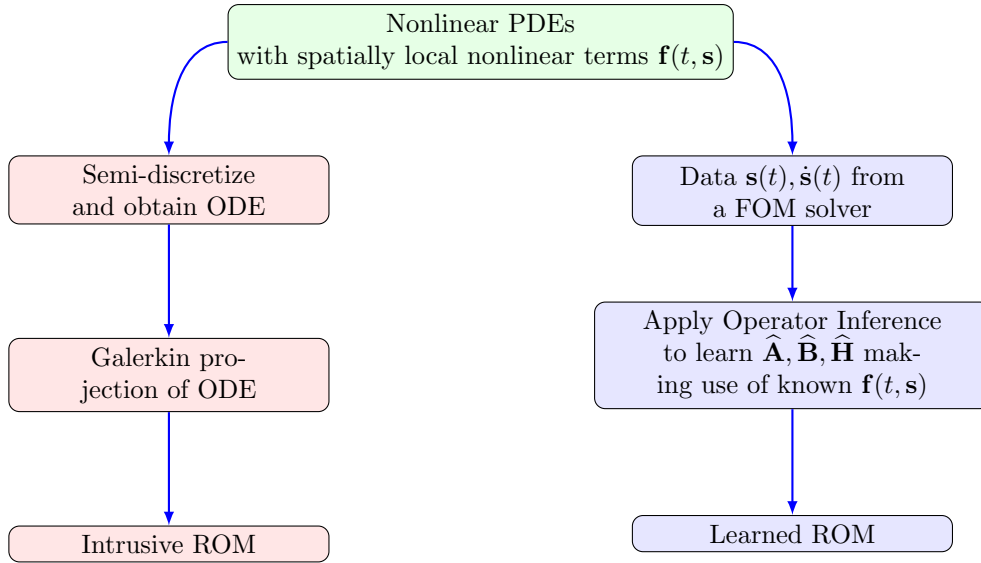 Nonlinear PDEs
with spatially local nonlinear terms f(t, s)
Semi-discretize
and obtain ODE
Data s(t), ṡ(t) from
a FOM solver
Galerkin pro-
jection of ODE
Apply Operator Inference
to learn Â, B̂, Ĥ mak-
ing use of known f(t, s)
Intrusive ROM
Learned ROM